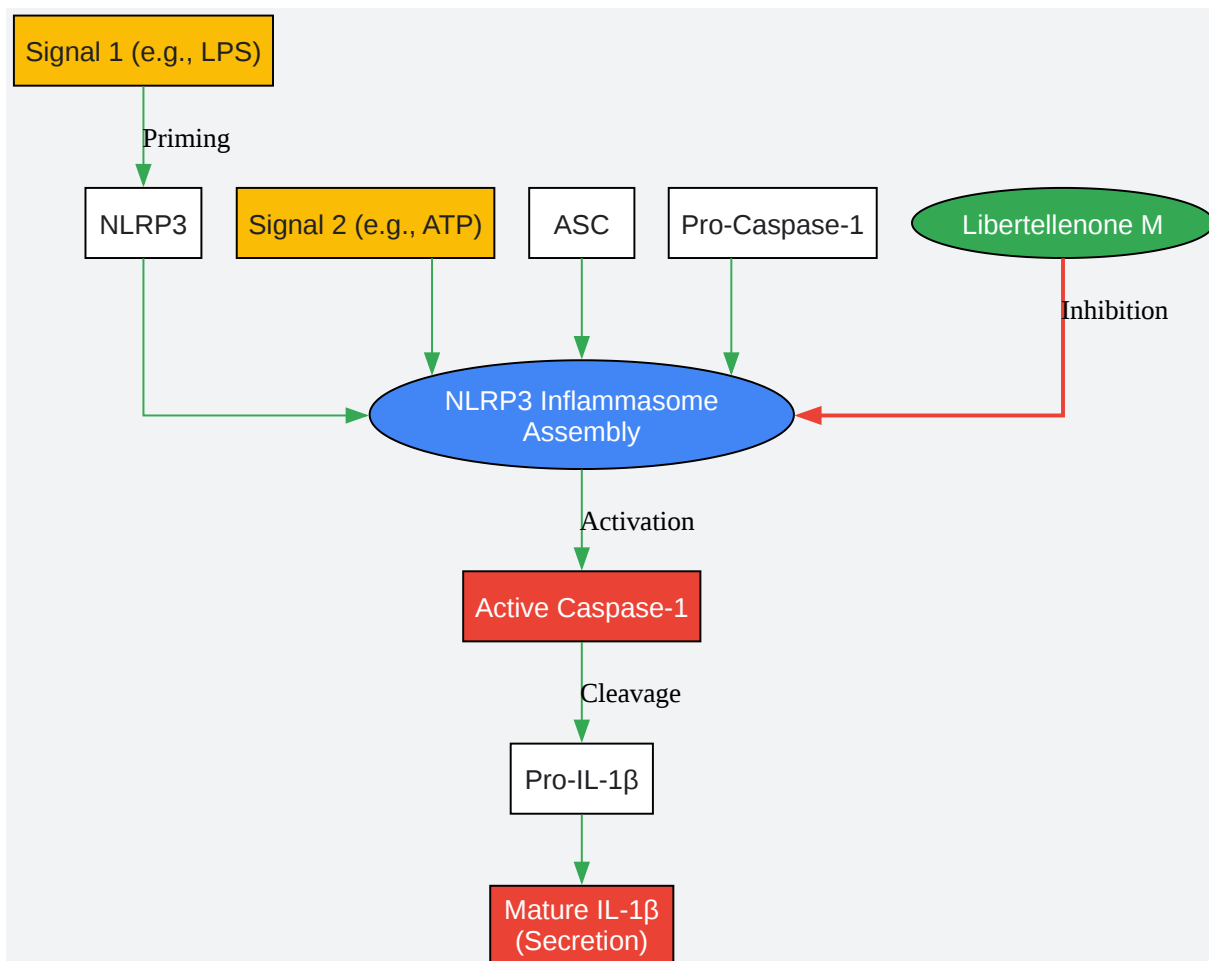 Signal 1 (e.g., LPS)
Priming
NLRP3
Signal 2 (e.g., ATP)
ASC
Pro-Caspase-1
Libertellenone M
Inhibition
NLRP3 Inflammasome
Assembly
Activation
Active Caspase-1
Cleavage
Pro-IL-1β
Mature IL-1β
(Secretion)